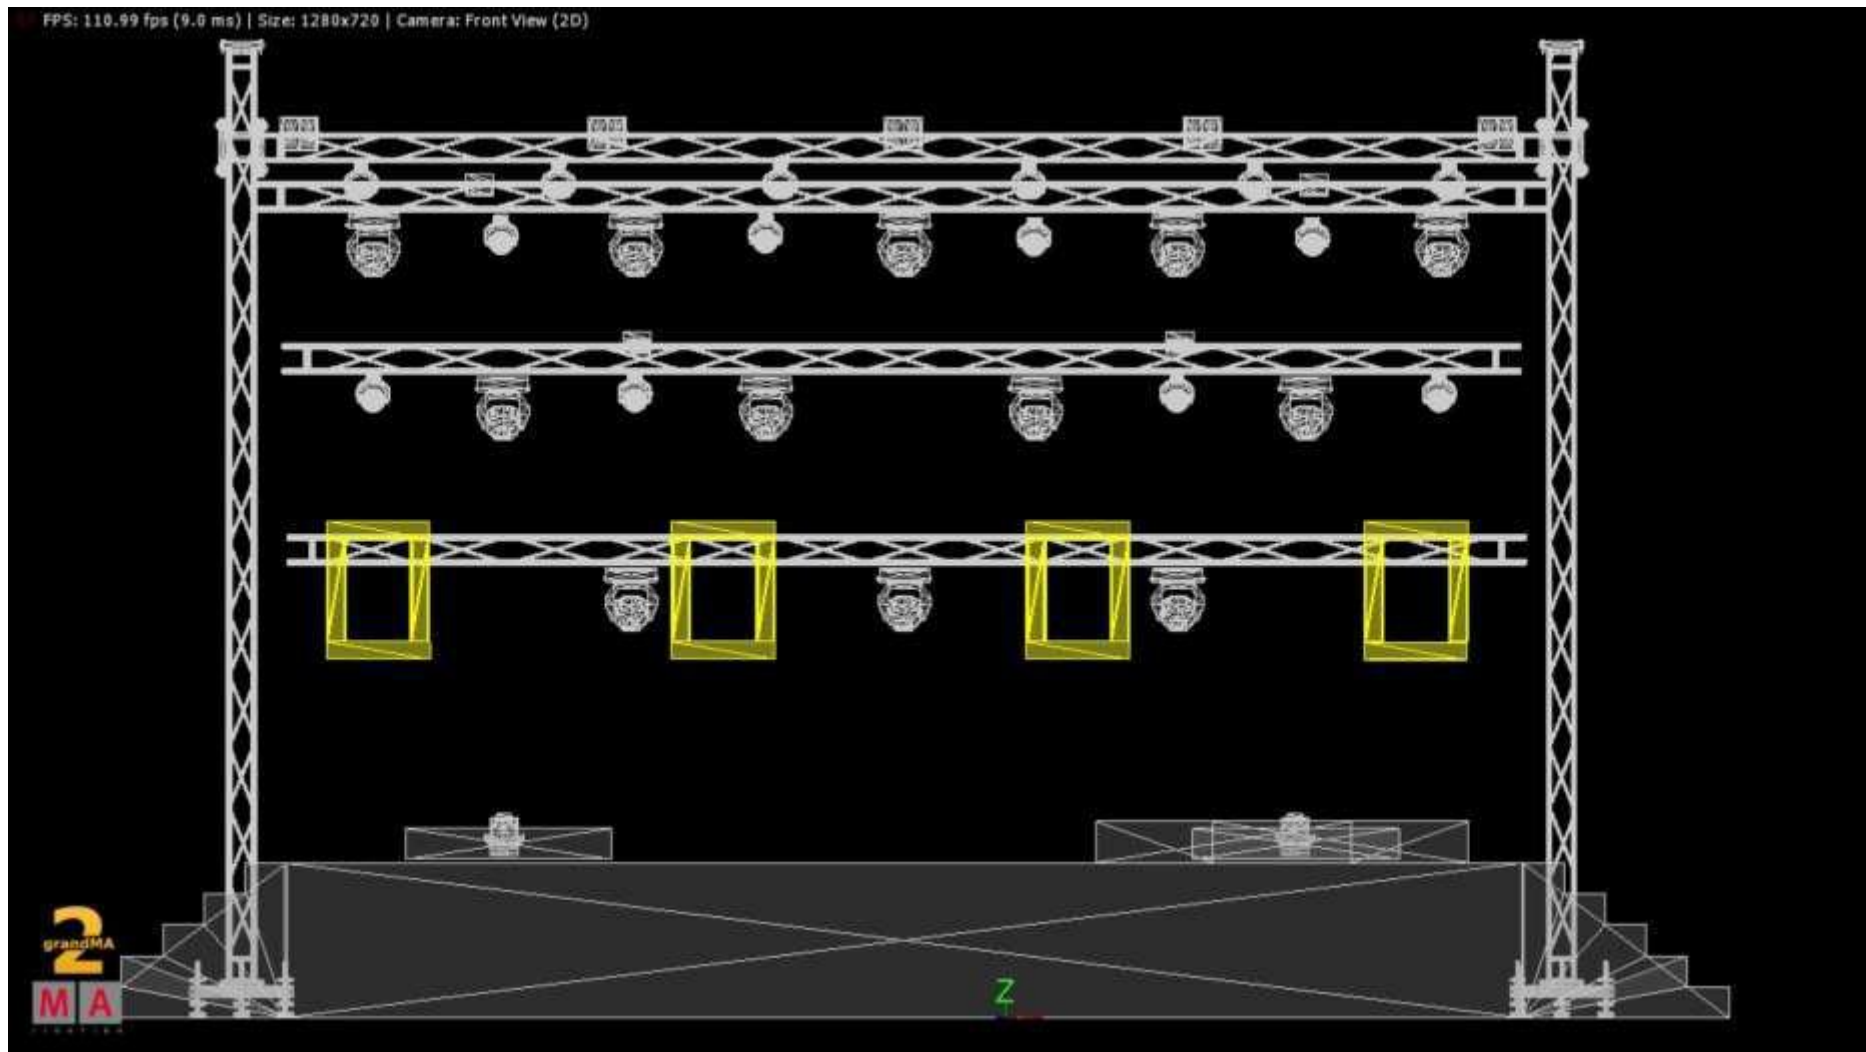 FPS: 110.99 fps (9.0 ms) | Size: 1280x720 | Camera: Front View (2D)
Z
2
grandMA
MA